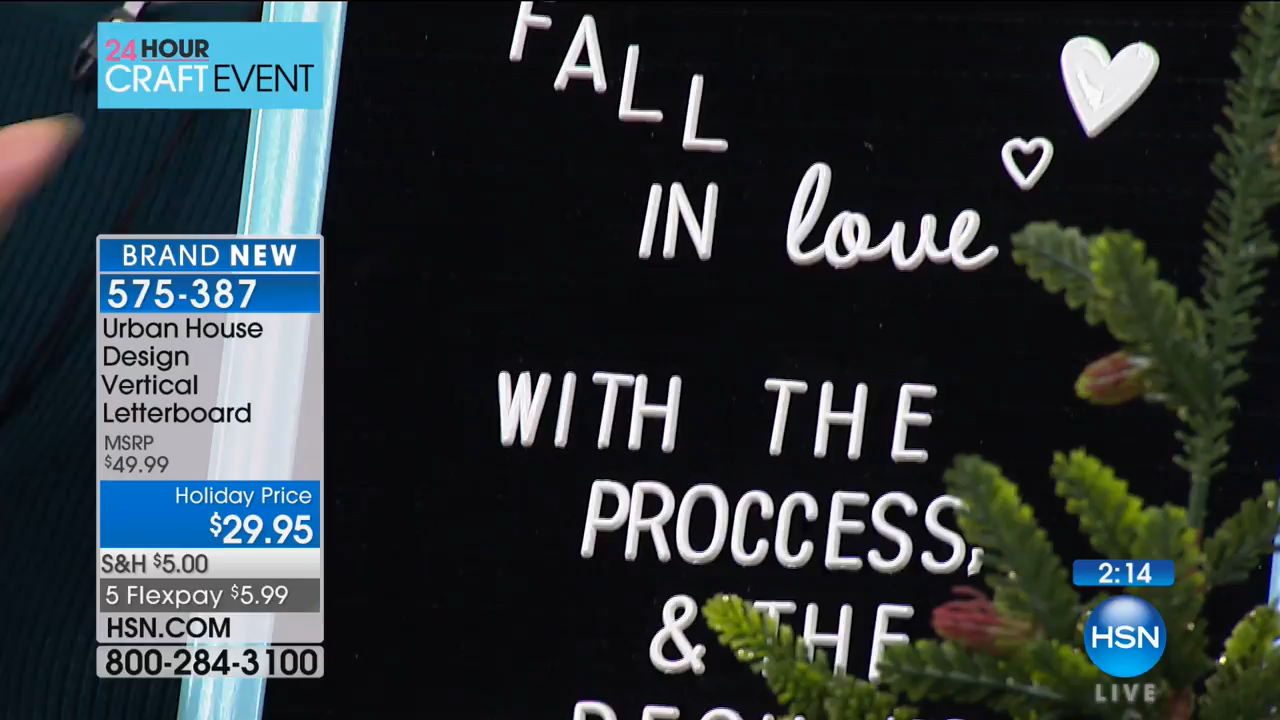 24 HOUR
CRAFT EVENT
BRAND NEW
575-387
Urban House
Design
Vertical
Letterboard
MSRP
$49.99
Holiday Price
$29.95
S&H $5.00
5 Flexpay $5.99
HSN.COM
800-284-3100
FALL
IN love
WITH THE
PROCCESS,
& THE
2:14
HSN
LIVE